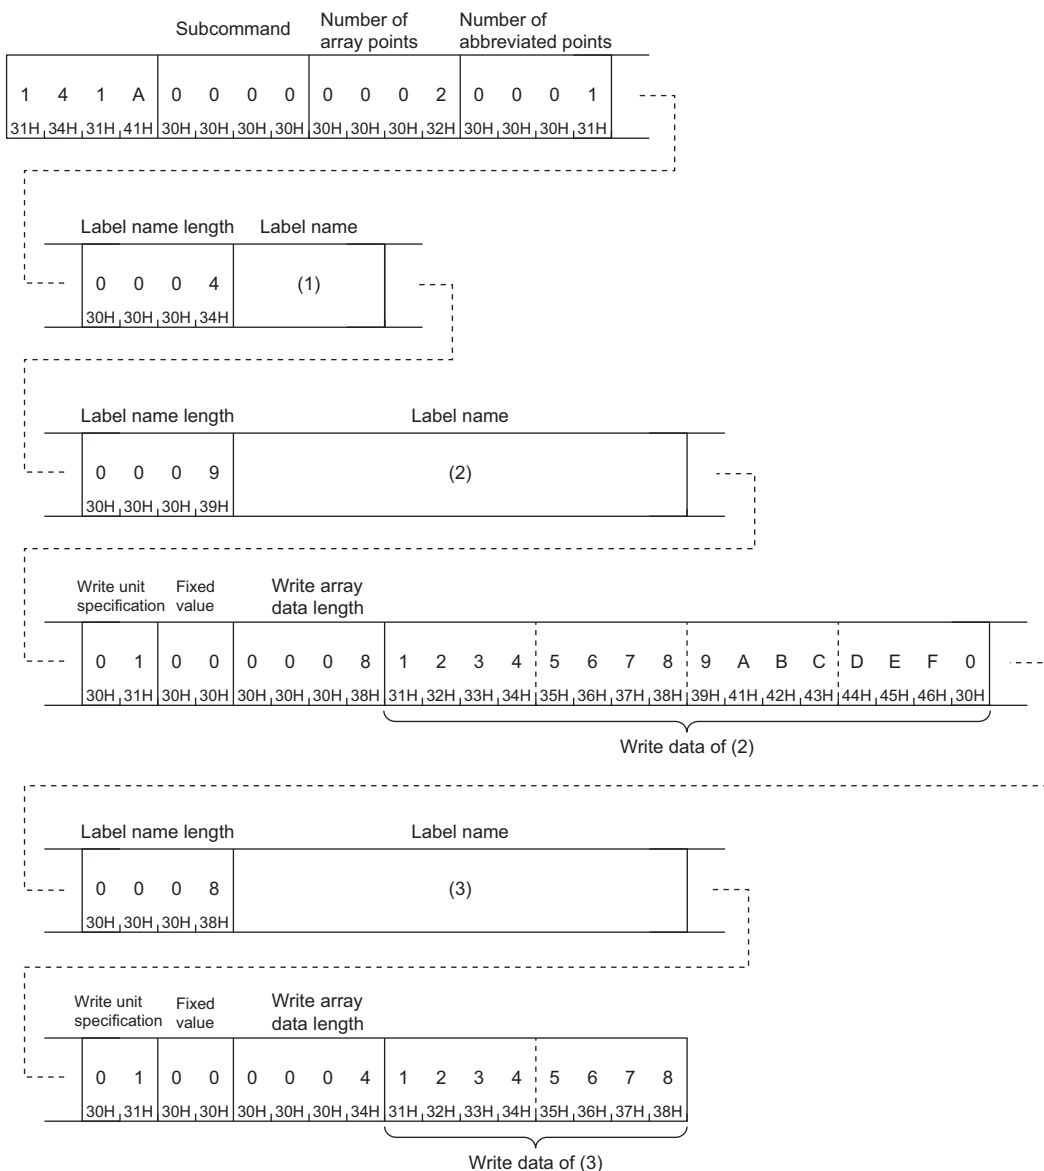 Subcommand
Number of
array points
Number of
abbreviated points
1 4 1 A 0 0 0 0 0 0 0 2 0 0 0 1
31H 34H 31H 41H 30H 30H 30H 30H 30H 30H 30H 32H 30H 30H 30H 31H
Label name length Label name
0 0 0 4 (1)
30H 30H 30H 34H
Label name length Label name
0 0 0 9 (2)
30H 30H 30H 39H
Write unit
specification
Fixed
value
Write array
data length
0 1 0 0 0 0 0 8 1 2 3 4 5 6 7 8 9 A B C D E F 0
30H 31H 30H 30H 30H 30H 30H 38H 31H 32H 33H 34H 35H 36H 37H 38H 39H 41H 42H 43H 44H 45H 46H 30H
Write data of (2)
Label name length Label name
0 0 0 8 (3)
30H 30H 30H 38H
Write unit
specification
Fixed
value
Write array
data length
0 1 0 0 0 0 0 4 1 2 3 4 5 6 7 8
30H 31H 30H 30H 30H 30H 30H 34H 31H 32H 33H 34H 35H 36H 37H 38H
Write data of (3)